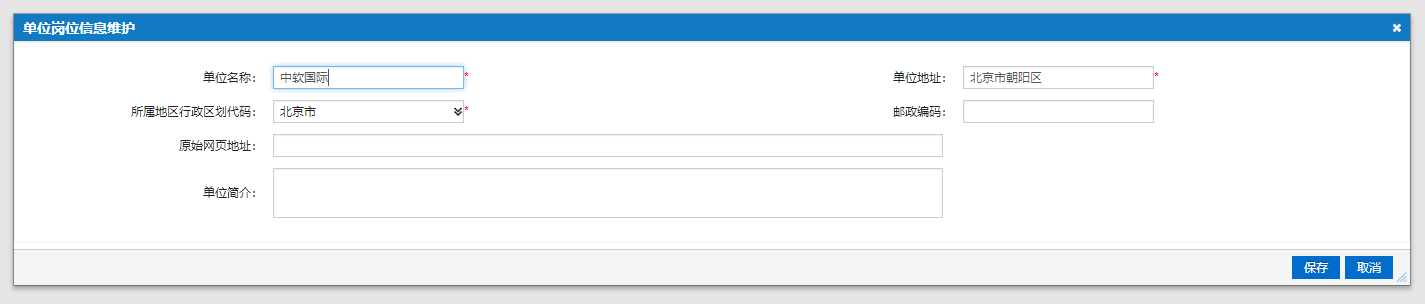 单位岗位信息维护
单位名称: 中软国际 * 单位地址: 北京市朝阳区 *
所属地区行政区划代码: 北京市 * 邮政编码:
原始网页地址:
单位简介:
保存 取消